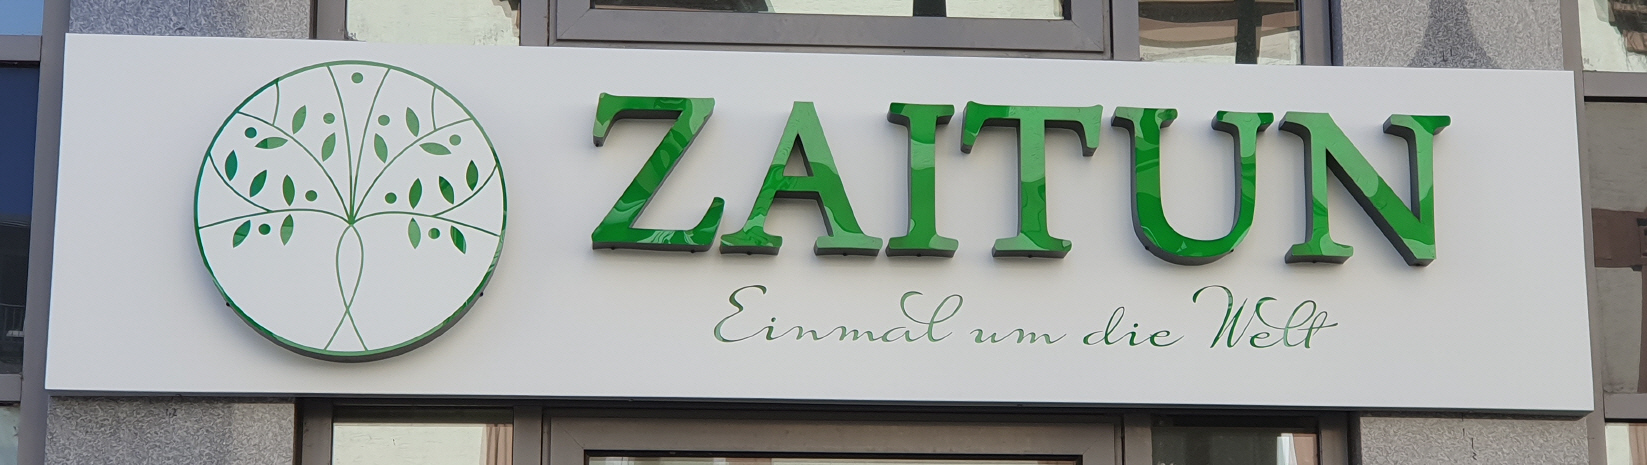 ZAITUN
Einmal um die Welt